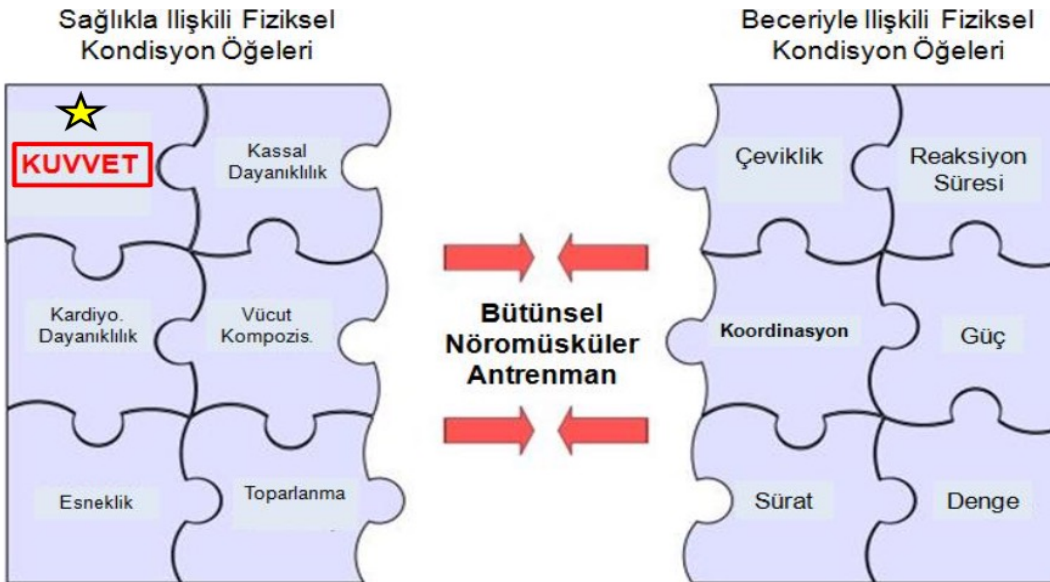 Sağlıkla Ilişkili Fiziksel
Kondisyon Öğeleri
KUVVET
Kassal
Dayanıklılık
Kardiyo.
Dayanıklılık
Vücut
Kompozis.
Esneklik
Toparlanma
Bütünsel
Nöromüsküler
Antrenman
Beceriyle Ilişkili Fiziksel
Kondisyon Öğeleri
Çeviklik
Reaksiyon
Süresi
Koordinasyon
Güç
Sürat
Denge